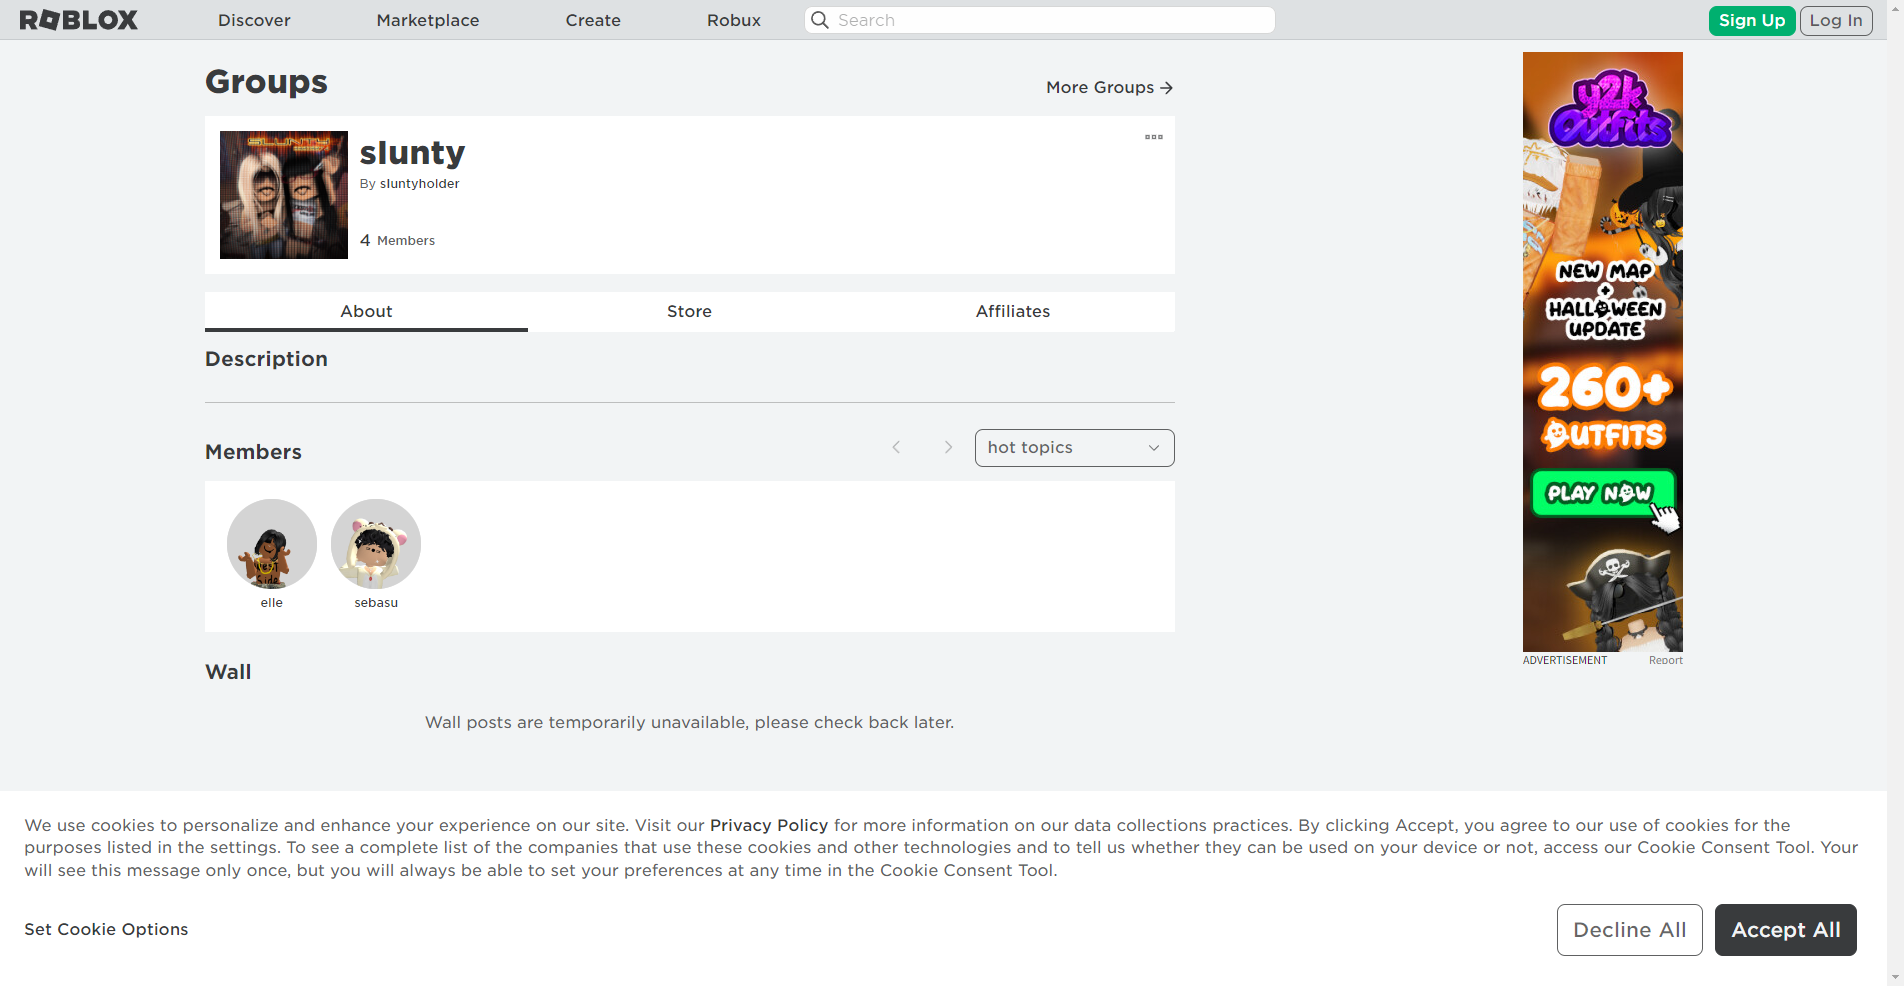 ROBLOX
Discover
Marketplace
Create
Robux
Search
Sign Up
Log In
Groups
More Groups
SLUNTY
slunty
By sluntyholder
4 Members
About
Store
Affiliates
Description
Members
hot topics
elle
sebasu
Wall
Wall posts are temporarily unavailable, please check back later.
y2k
Outfits
NEW MAP
+
HALLOWEEN
UPDATE
260+
OUTFITS
PLAY NOW
ADVERTISEMENT
Report
We use cookies to personalize and enhance your experience on our site. Visit our Privacy Policy for more information on our data collections practices. By clicking Accept, you agree to our use of cookies for the
purposes listed in the settings. To see a complete list of the companies that use these cookies and other technologies and to tell us whether they can be used on your device or not, access our Cookie Consent Tool. Your
will see this message only once, but you will always be able to set your preferences at any time in the Cookie Consent Tool.
Set Cookie Options
Decline All
Accept All